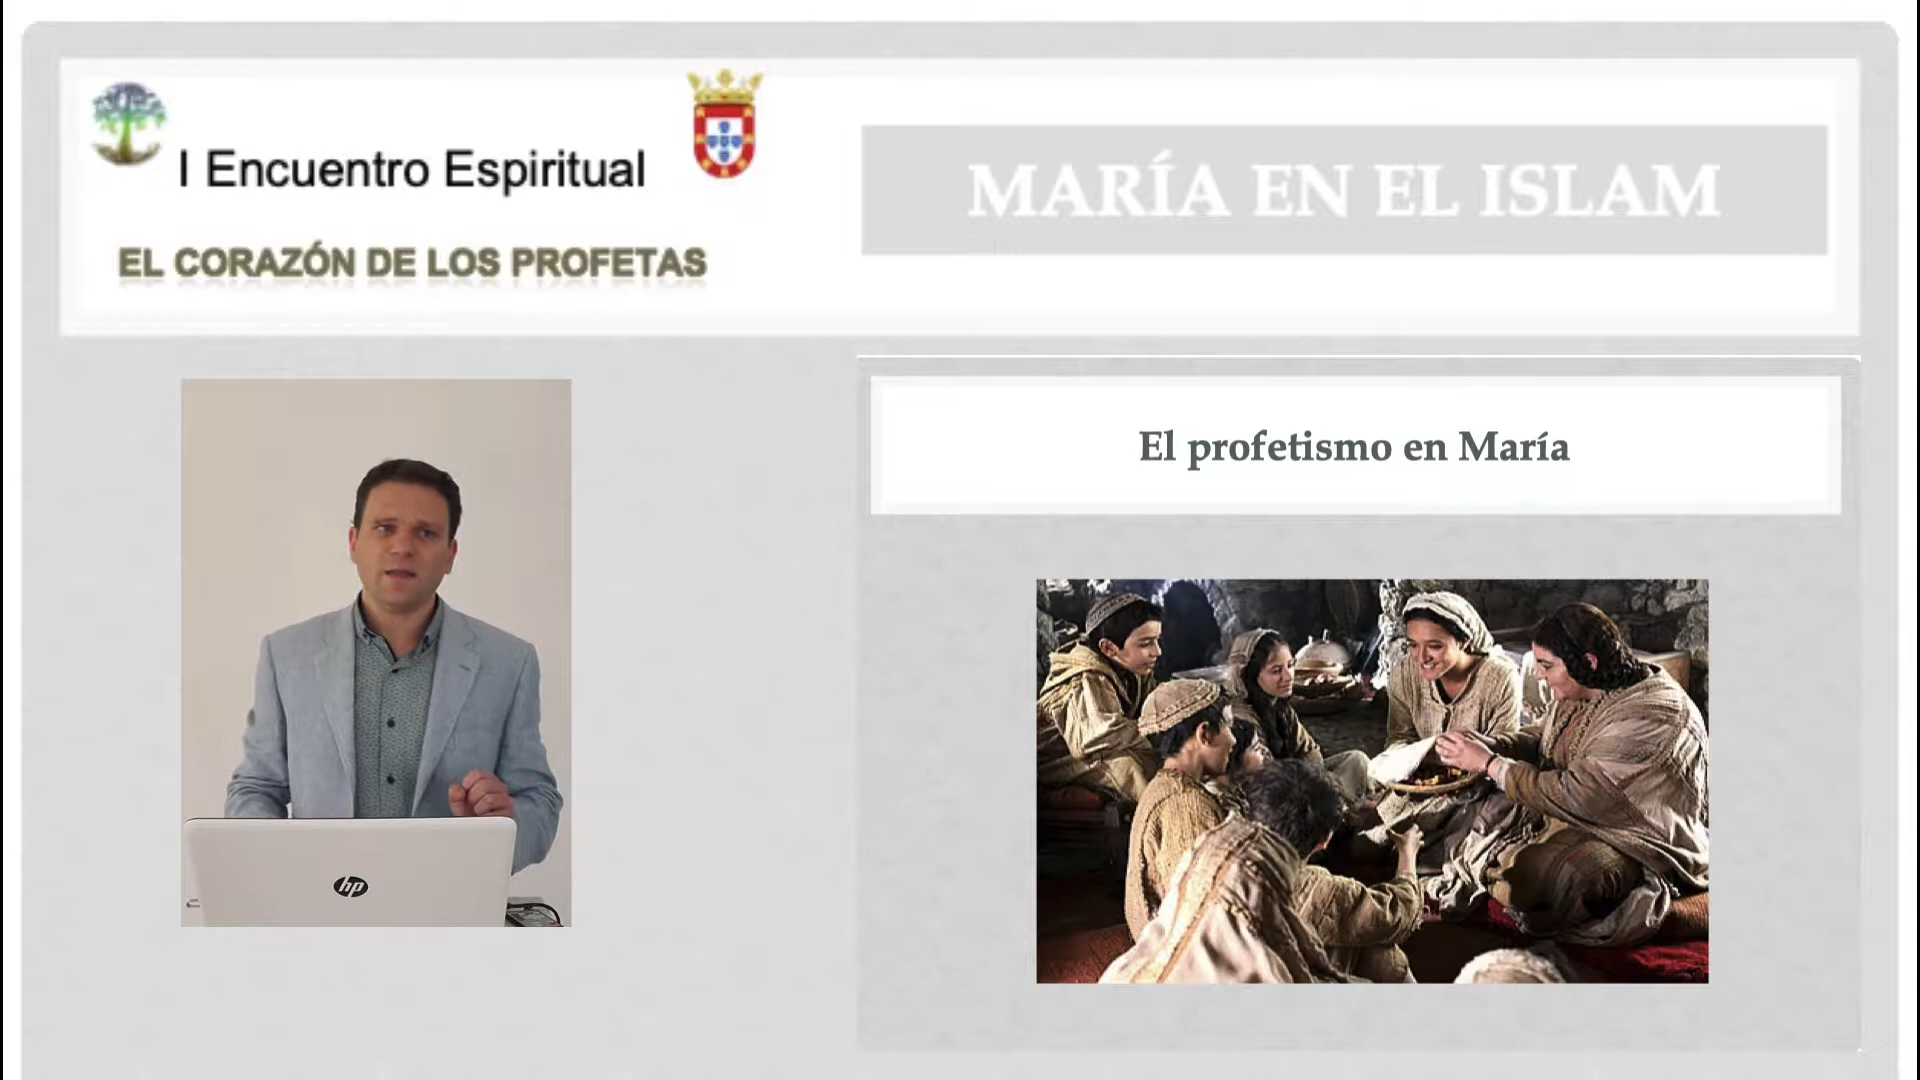 I Encuentro Espiritual
EL CORAZÓN DE LOS PROFETAS
MARÍA EN EL ISLAM
El profetismo en María
hp